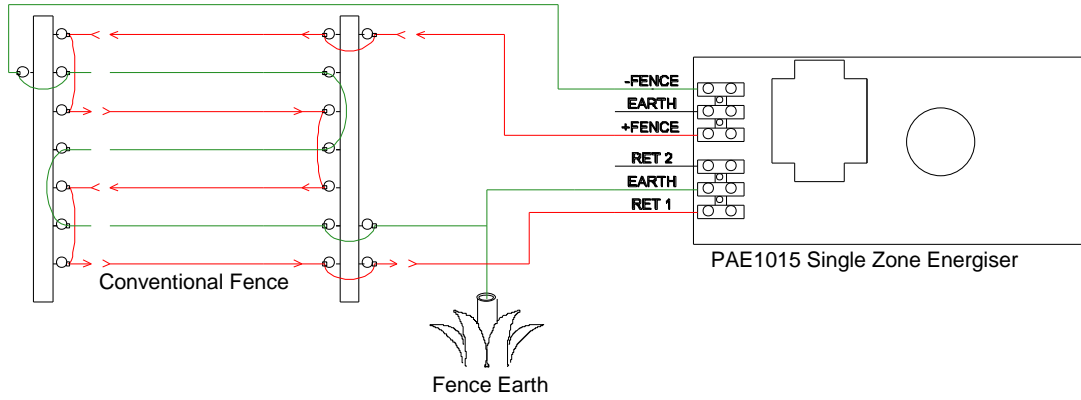 -FENCE
EARTH
+FENCE
RET 2
EARTH
RET 1
PAE1015 Single Zone Energiser
Conventional Fence
Fence Earth